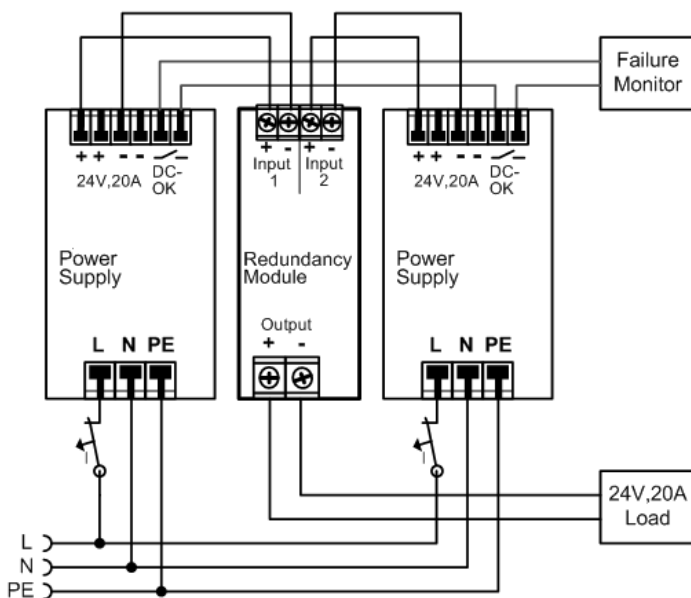 Failure
Monitor
+ + - -
24V,20A
DC-
OK
Power
Supply
L N PE
+ - + -
Input
1
Input
2
Redundancy
Module
Output
+ -
+ + - -
24V,20A
DC-
OK
Power
Supply
L N PE
I
I
24V,20A
Load
L
N
PE